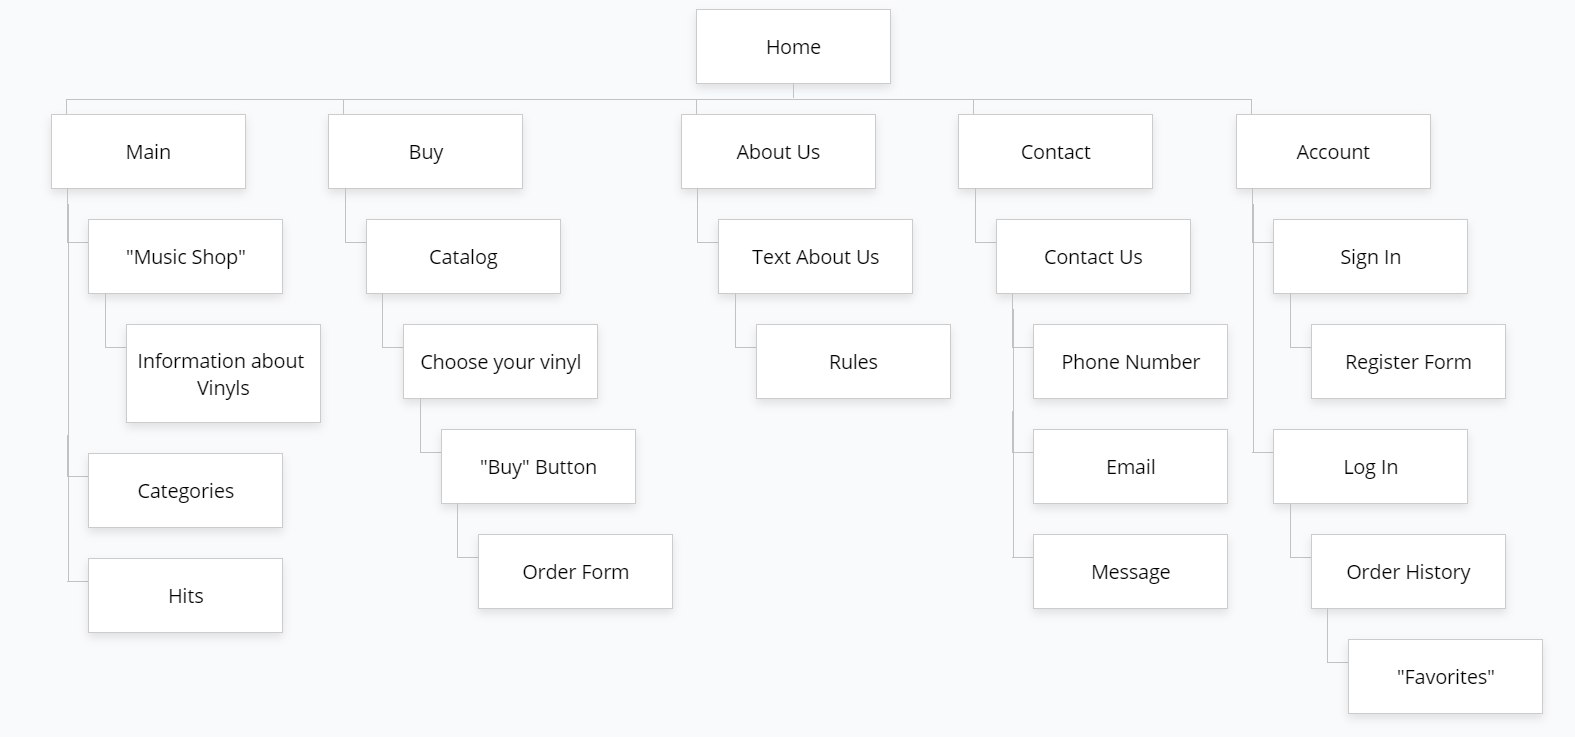 Home
Main
Buy
About Us
Contact
Account
"Music Shop"
Catalog
Text About Us
Contact Us
Sign In
Information about
Vinyls
Choose your vinyl
Rules
Phone Number
Register Form
Categories
"Buy" Button
Email
Log In
Hits
Order Form
Message
Order History
"Favorites"